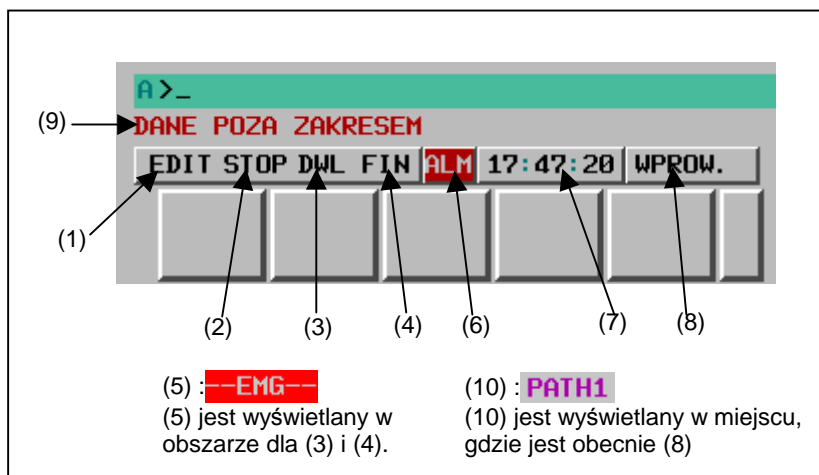 A>_
(9)
DANE POZA ZAKRESEM
EDIT STOP DWL FIN ALM 17:47:20 WPROW.
(1)
(2) (3) (4) (6) (7) (8)
(5) :--EMG--
(5) jest wyświetlany w
obszarze dla (3) i (4).
(10) : PATH1
(10) jest wyświetlany w miejscu,
gdzie jest obecnie (8)